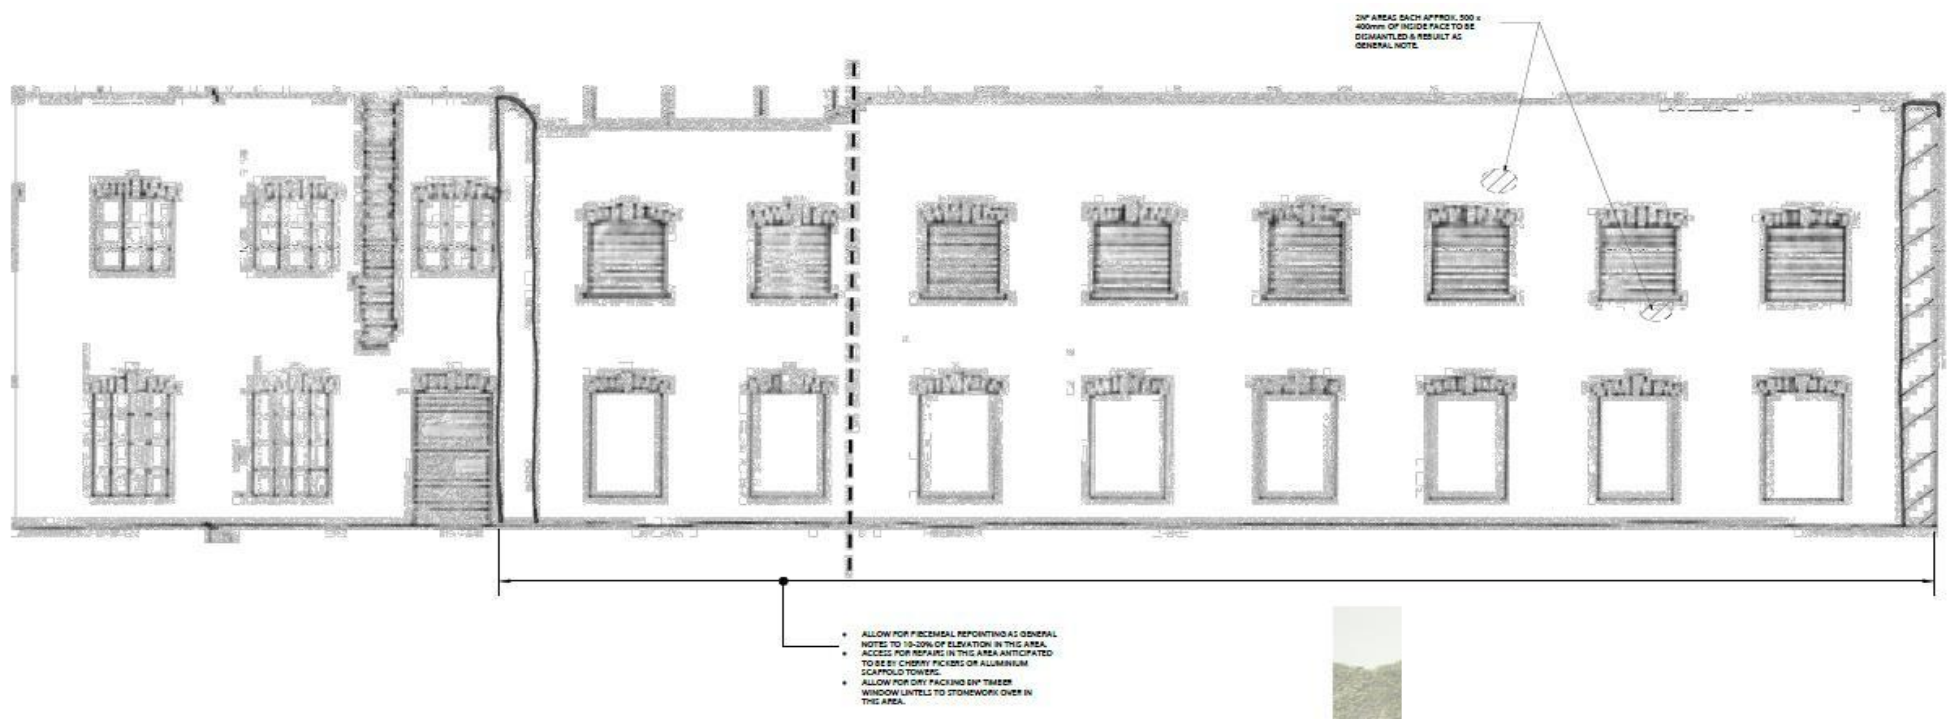 2Nº AREAS EACH APPROX. 500 x
400mm OF INSIDE FACE TO BE
DISMANTLED & REBUILT AS
GENERAL NOTE.
• ALLOW FOR PIECEMEAL REPOINTING AS GENERAL
NOTES TO 10-20% OF ELEVATION IN THIS AREA.
• ACCESS FOR REPAIRS IN THIS AREA ANTICIPATED
TO BE BY CHERRY PICKERS OR ALUMINIUM
SCAFFOLD TOWERS.
• ALLOW FOR DRY PACKING TIMBER
WINDOW LINTELS TO STONEWORK OVER IN
THIS AREA.